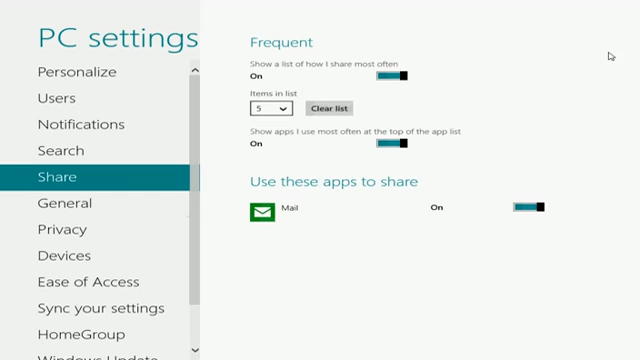 PC settings
Personalize
Users
Notifications
Search
Share
General
Privacy
Devices
Ease of Access
Sync your settings
HomeGroup
Windows Update
Frequent
Show a list of how I share most often
On
Items in list
5
Clear list
Show apps I use most often at the top of the app list
On
Use these apps to share
Mail
On